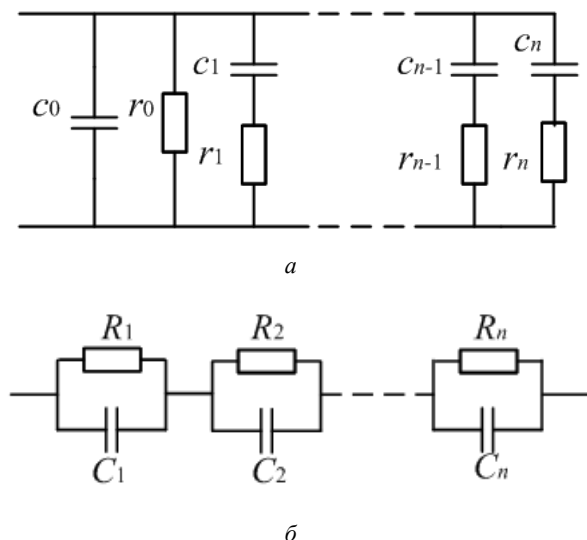 c0 r0 c1 r1 cn-1 rn-1 cn rn
а
R1 R2 Rn
C1 C2 Cn
б